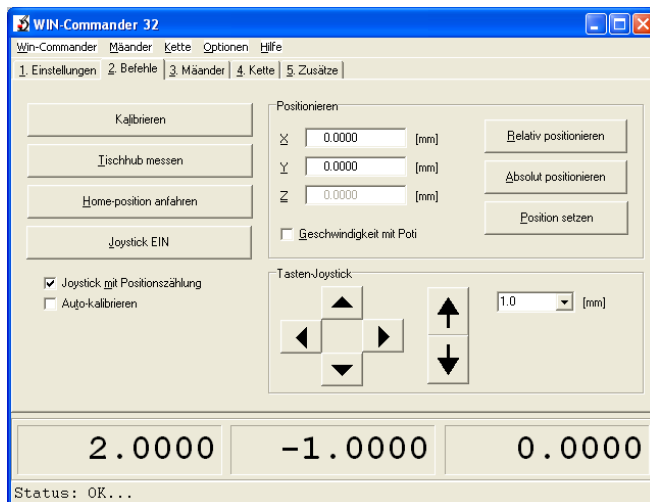 WIN-Commander 32
Win-Commander Mäander Kette Optionen Hilfe
1. Einstellungen 2. Befehle 3. Mäander 4. Kette 5. Zusätze
Kalibrieren
Tischhub messen
Home-position anfahren
Joystick EIN
Joystick mit Positionszählung
Auto-kalibrieren
Positionieren
X 0.0000 [mm]
Y 0.0000 [mm]
Z 0.0000 [mm]
Geschwindigkeit mit Poti
Relativ positionieren
Absolut positionieren
Position setzen
Tasten-Joystick
1.0 [mm]
2.0000 -1.0000 0.0000
Status: OK...